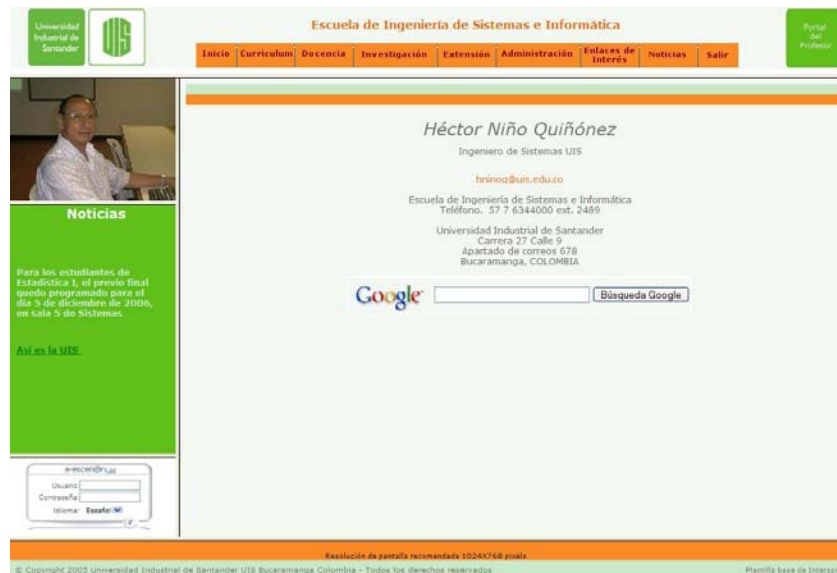 Universidad
Industrial de
Santander
UIS
Escuela de Ingeniería de Sistemas e Informática
Portal
del
Profesor
Inicio Curriculum Docencia Investigación Extensión Administración Enlaces de Interés Noticias Salir
Héctor Niño Quiñónez
Ingeniero de Sistemas UIS
hninoq@uis.edu.co
Escuela de Ingeniería de Sistemas e Informática
Teléfono. 57 7 6344000 ext. 2489
Universidad Industrial de Santander
Carrera 27 Calle 9
Apartado de correos 678
Bucaramanga, COLOMBIA
Google Búsqueda Google
Noticias
Para los estudiantes de
Estadística I, el previo final
quedo programado para el
día 5 de diciembre de 2006,
en sala 5 de Sistemas
Así es la UIS
Usuario:
Contraseña:
Idioma: Español
Resolución de pantalla recomendada 1024X768 pixels
© Copyright 2005 Universidad Industrial de Santander UIS Bucaramanga Colombia - Todos los derechos reservados
Plantilla base de